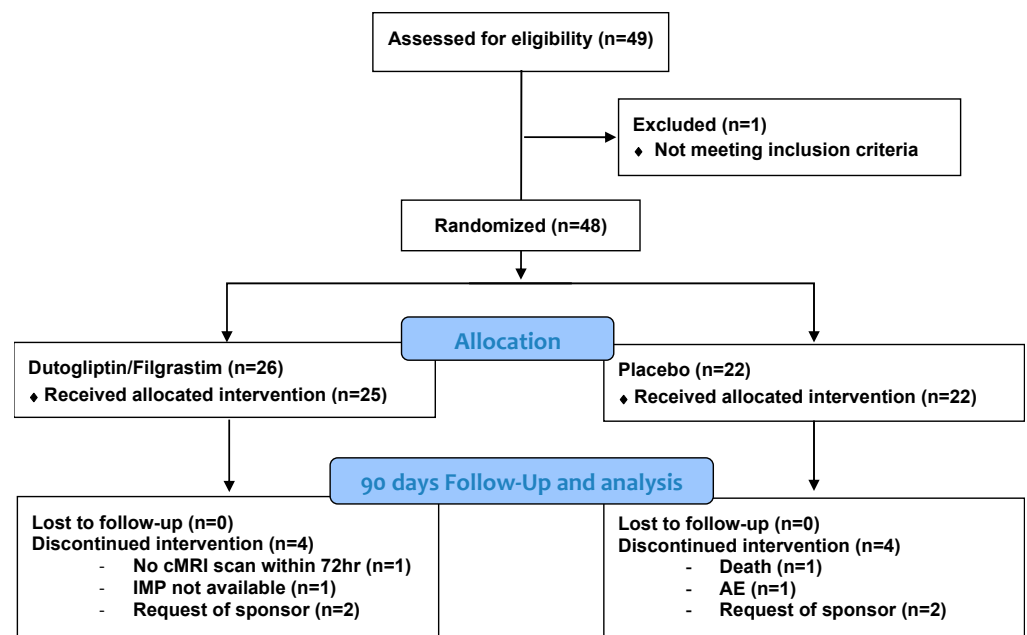 Assessed for eligibility (n=49)
Excluded (n=1)
♦ Not meeting inclusion criteria
Randomized (n=48)
Allocation
Dutogliptin/Filgrastim (n=26)
♦ Received allocated intervention (n=25)
Placebo (n=22)
♦ Received allocated intervention (n=22)
90 days Follow-Up and analysis
Lost to follow-up (n=0)
Discontinued intervention (n=4)
- No cMRI scan within 72hr (n=1)
- IMP not available (n=1)
- Request of sponsor (n=2)
Lost to follow-up (n=0)
Discontinued intervention (n=4)
- Death (n=1)
- AE (n=1)
- Request of sponsor (n=2)